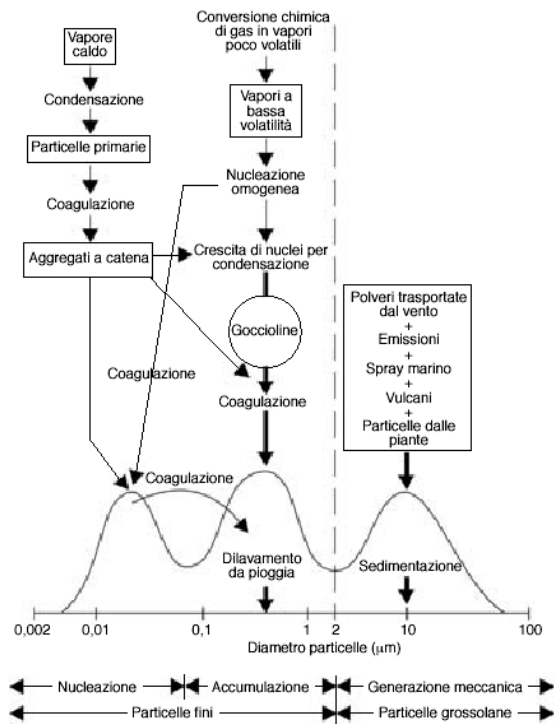 Vapore
caldo
Condensazione
Particelle primarie
Coagulazione
Aggregati a catena
Conversione chimica
di gas in vapori
poco volatili
Vapori a
bassa
volatilità
Nucleazione
omogenea
Crescita di nuclei per
condensazione
Goccioline
Coagulazione
Coagulazione
Coagulazione
Polveri trasportate
dal vento
+
Emissioni
+
Spray marino
+
Vulcani
+
Particelle dalle
piante
Dilavamento
da pioggia
Sedimentazione
0,002 0,01 0,1 1 2 10 100
Diametro particelle (μm)
Nucleazione Accumulazione Generazione meccanica
Particelle fini Particelle grossolane